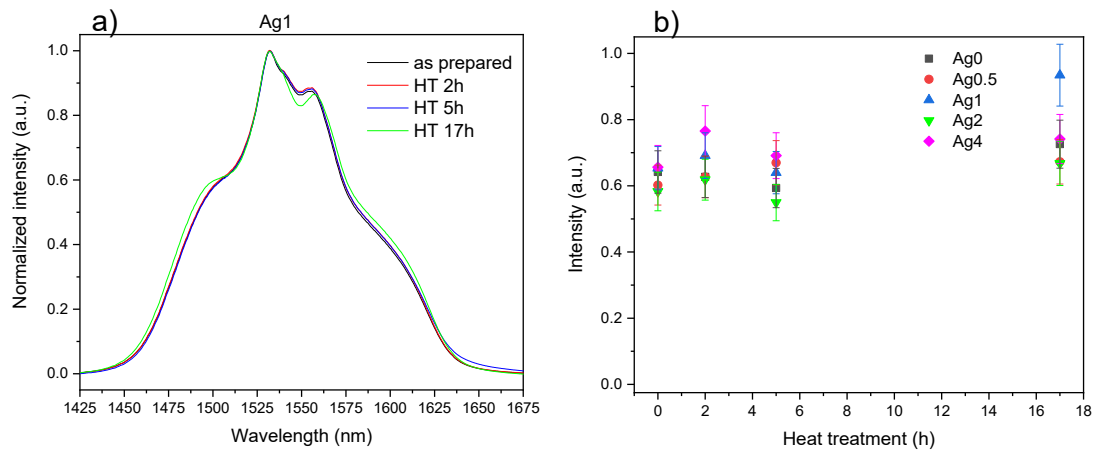 a)
Ag1
Normalized intensity (a.u.)
1.0
0.8
0.6
0.4
0.2
0.0
as prepared
HT 2h
HT 5h
HT 17h
1425 1450 1475 1500 1525 1550 1575 1600 1625 1650 1675
Wavelength (nm)
b)
Intensity (a.u.)
1.0
0.8
0.6
0.4
0.2
0.0
Ag0
Ag0.5
Ag1
Ag2
Ag4
0 2 4 6 8 10 12 14 16 18
Heat treatment (h)